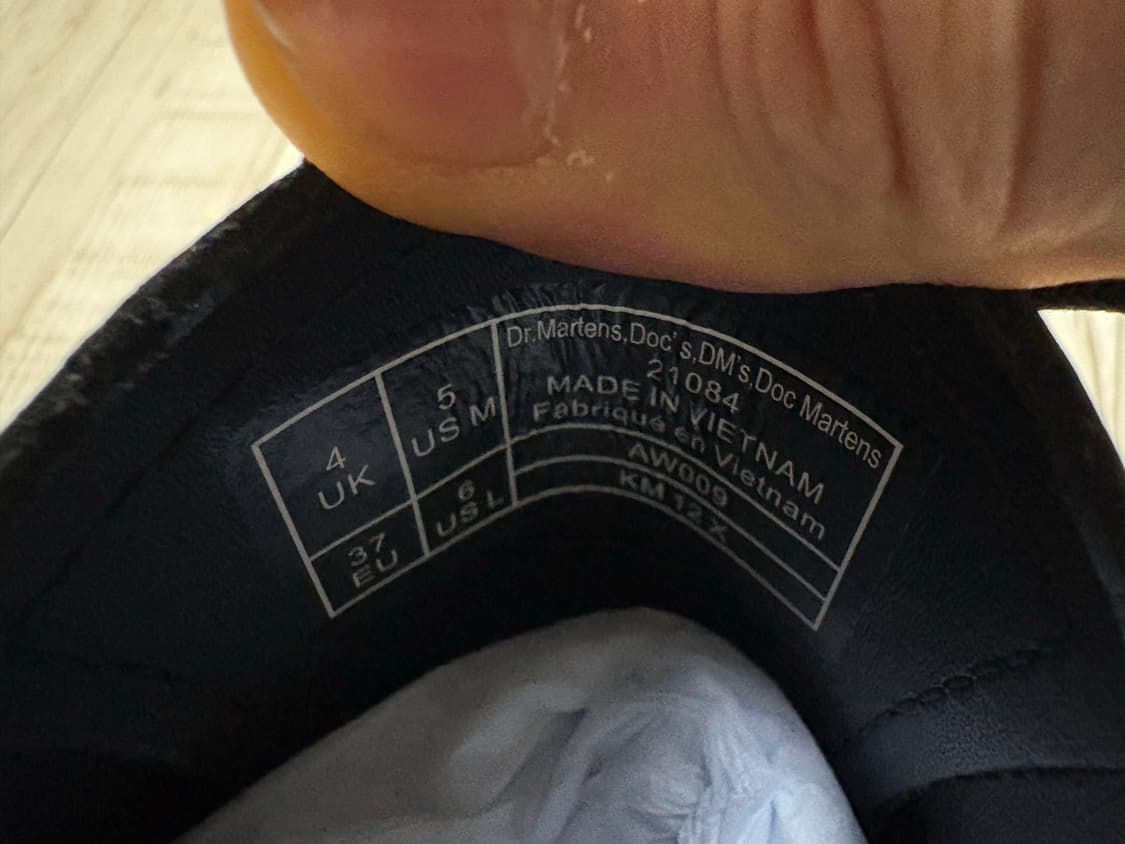 4
UK
37
EU
5
US M
6
US L
Dr.Martens,Doc's,DM's,Doc Martens
21084
MADE IN VIETNAM
Fabriqué en Vietnam
AW009
KM 12 X